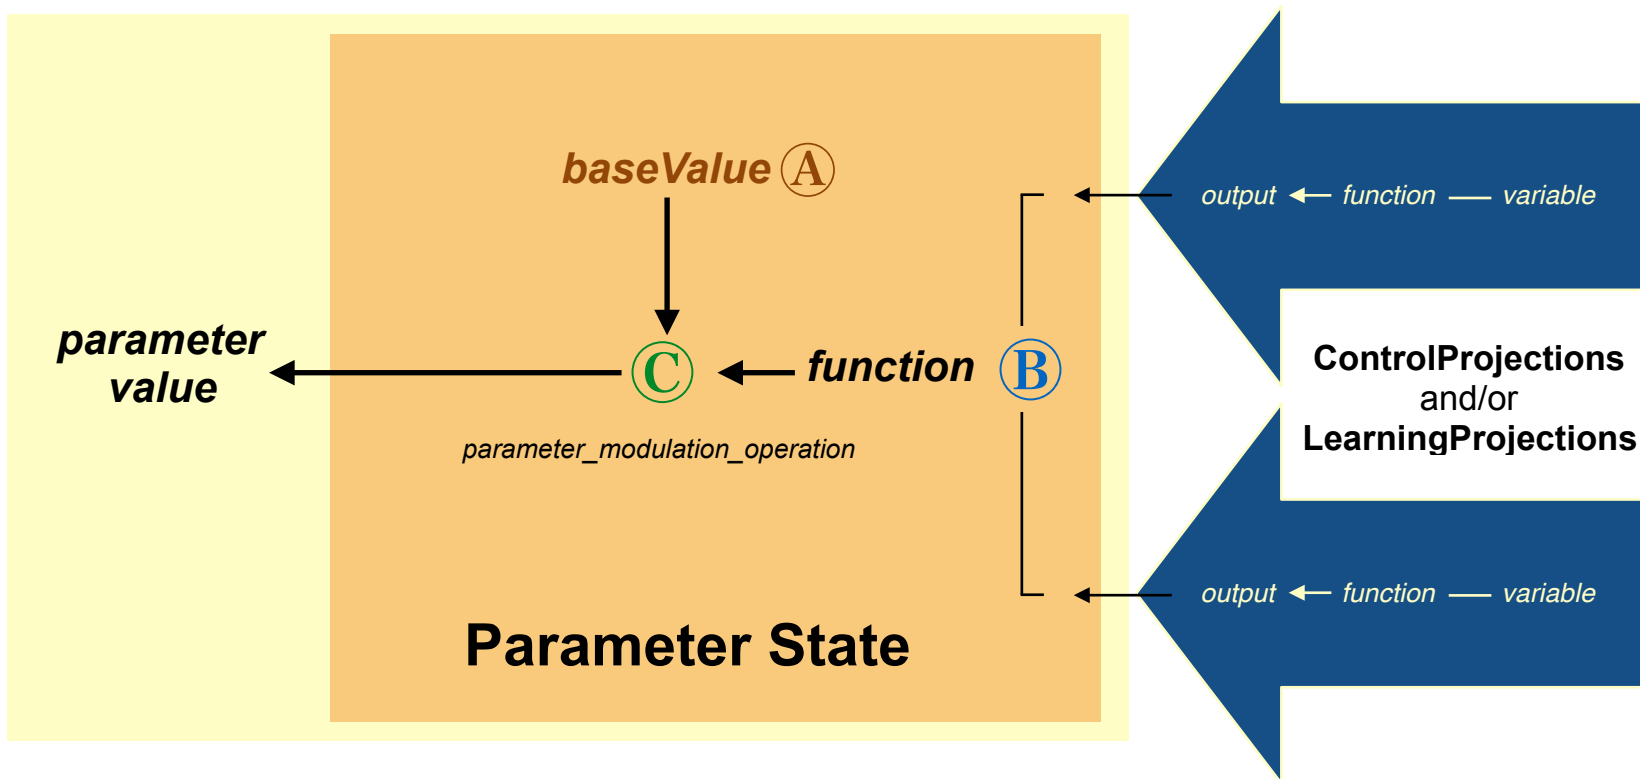 baseValue A
output function variable
parameter
value
C
function B
ControlProjections
and/or
LearningProjections
parameter_modulation_operation
output function variable
Parameter State